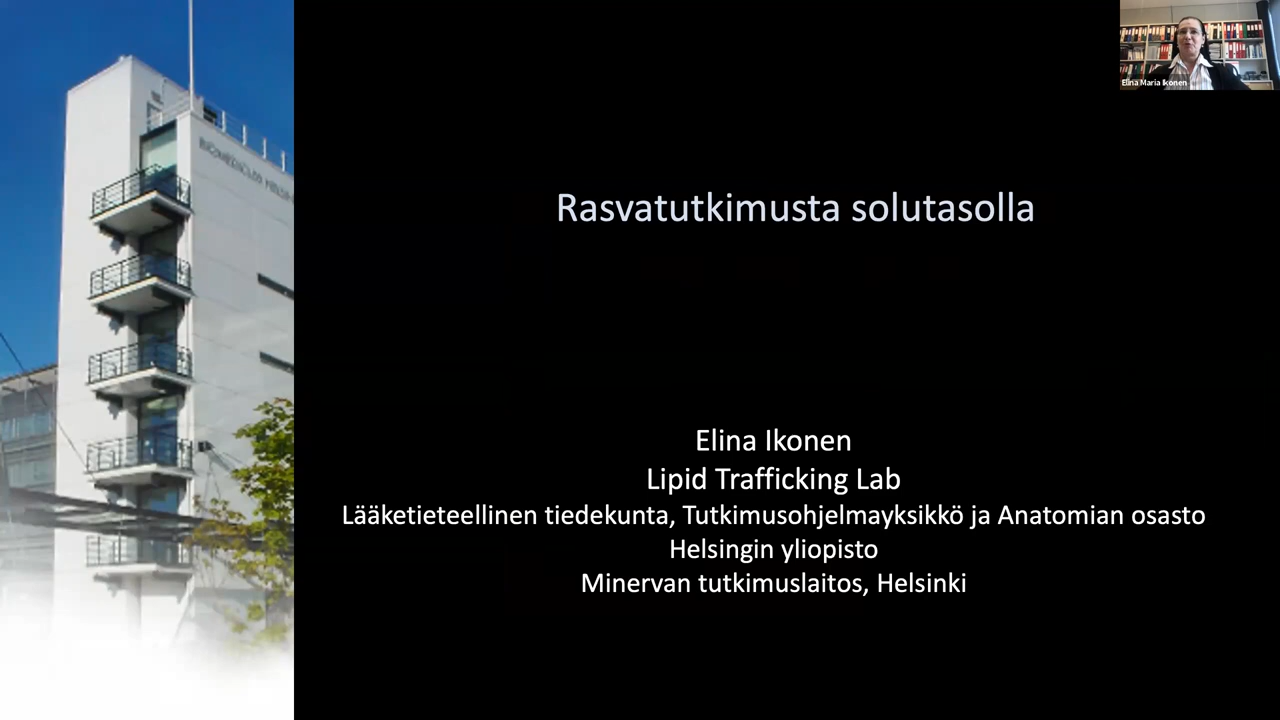 Elina Maria Ikonen
Rasvatutkimusta solutasolla
Elina Ikonen
Lipid Trafficking Lab
Lääketieteellinen tiedekunta, Tutkimusohjelmayksikkö ja Anatomian osasto
Helsingin yliopisto
Minervan tutkimuslaitos, Helsinki